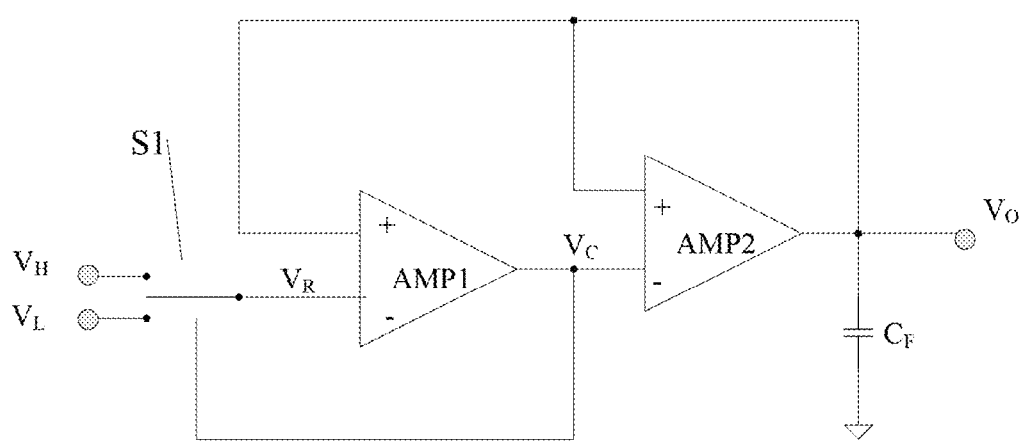 S1
V_H
V_L
V_R
+
AMP1
-
V_C
+
AMP2
-
V_O
C_F